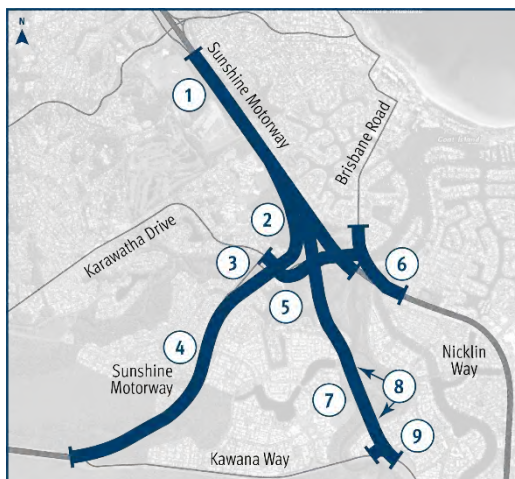 N
Sunshine
Motorway
1
Brisbane Road
2
Karawatha Drive
3
6
5
4
Nicklin
Way
Sunshine
Motorway
8
7
9
Kawana Way